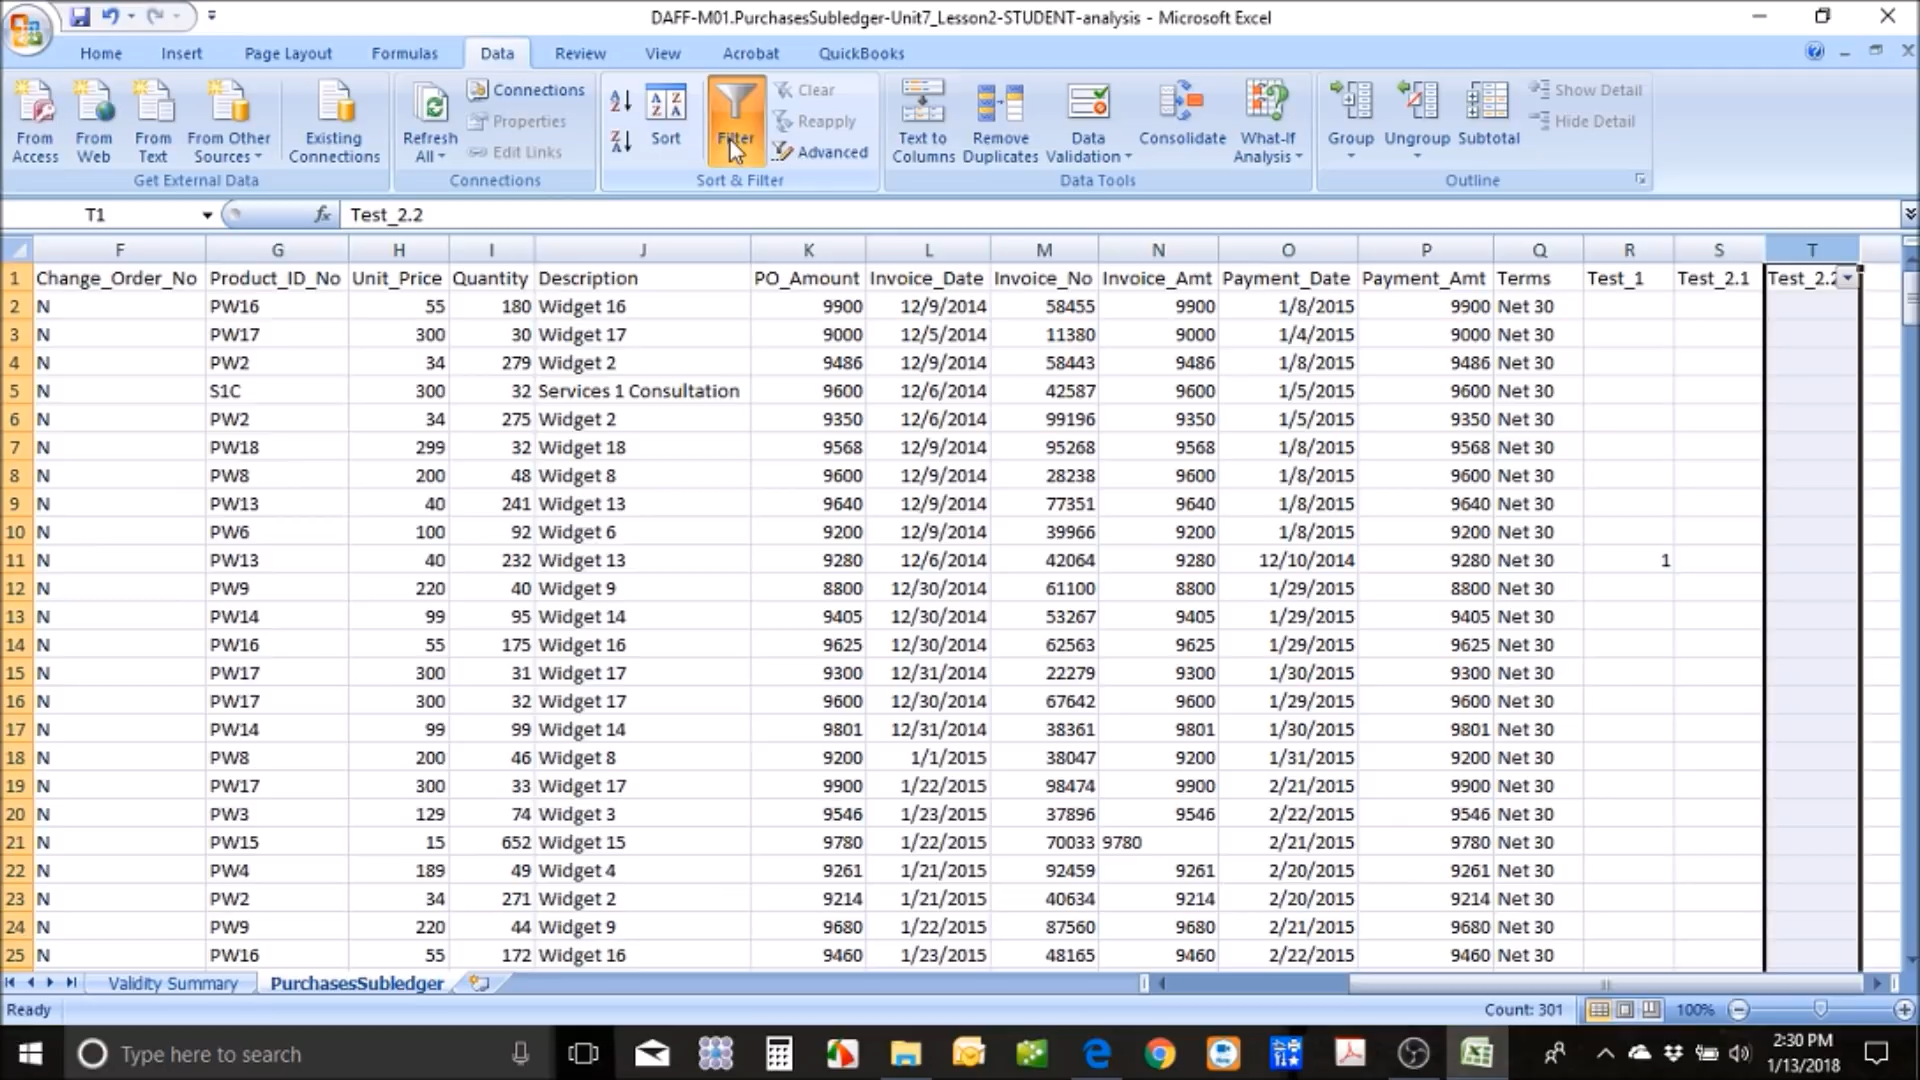 DAFF-M01.PurchasesSubledger-Unit7_Lesson2-STUDENT-analysis - Microsoft Excel
Home Insert Page Layout Formulas Data Review View Acrobat QuickBooks
From Access From Web From Text From Other Sources Existing Connections Refresh All Connections Properties Edit Links Sort Filter Clear Reapply Advanced Text to Columns Remove Duplicates Data Validation Consolidate What-If Analysis Group Ungroup Subtotal Show Detail Hide Detail
Get External Data Connections Sort & Filter Data Tools Outline
T1 fx Test_2.2
F G H I J K L M N O P Q R S T
1 Change_Order_No Product_ID_No Unit_Price Quantity Description PO_Amount Invoice_Date Invoice_No Invoice_Amt Payment_Date Payment_Amt Terms Test_1 Test_2.1 Test_2.2
2 N PW16 55 180 Widget 16 9900 12/9/2014 58455 9900 1/8/2015 9900 Net 30
3 N PW17 300 30 Widget 17 9000 12/5/2014 11380 9000 1/4/2015 9000 Net 30
4 N PW2 34 279 Widget 2 9486 12/9/2014 58443 9486 1/8/2015 9486 Net 30
5 N S1C 300 32 Services 1 Consultation 9600 12/6/2014 42587 9600 1/5/2015 9600 Net 30
6 N PW2 34 275 Widget 2 9350 12/6/2014 99196 9350 1/5/2015 9350 Net 30
7 N PW18 299 32 Widget 18 9568 12/9/2014 95268 9568 1/8/2015 9568 Net 30
8 N PW8 200 48 Widget 8 9600 12/9/2014 28238 9600 1/8/2015 9600 Net 30
9 N PW13 40 241 Widget 13 9640 12/9/2014 77351 9640 1/8/2015 9640 Net 30
10 N PW6 100 92 Widget 6 9200 12/9/2014 39966 9200 1/8/2015 9200 Net 30
11 N PW13 40 232 Widget 13 9280 12/6/2014 42064 9280 12/10/2014 9280 Net 30 1
12 N PW9 220 40 Widget 9 8800 12/30/2014 61100 8800 1/29/2015 8800 Net 30
13 N PW14 99 95 Widget 14 9405 12/30/2014 53267 9405 1/29/2015 9405 Net 30
14 N PW16 55 175 Widget 16 9625 12/30/2014 62563 9625 1/29/2015 9625 Net 30
15 N PW17 300 31 Widget 17 9300 12/31/2014 22279 9300 1/30/2015 9300 Net 30
16 N PW17 300 32 Widget 17 9600 12/30/2014 67642 9600 1/29/2015 9600 Net 30
17 N PW14 99 99 Widget 14 9801 12/31/2014 38361 9801 1/30/2015 9801 Net 30
18 N PW8 200 46 Widget 8 9200 1/1/2015 38047 9200 1/31/2015 9200 Net 30
19 N PW17 300 33 Widget 17 9900 1/22/2015 98474 9900 2/21/2015 9900 Net 30
20 N PW3 129 74 Widget 3 9546 1/23/2015 37896 9546 2/22/2015 9546 Net 30
21 N PW15 15 652 Widget 15 9780 1/22/2015 70033 9780 2/21/2015 9780 Net 30
22 N PW4 189 49 Widget 4 9261 1/21/2015 92459 9261 2/20/2015 9261 Net 30
23 N PW2 34 271 Widget 2 9214 1/21/2015 40634 9214 2/20/2015 9214 Net 30
24 N PW9 220 44 Widget 9 9680 1/22/2015 87560 9680 2/21/2015 9680 Net 30
25 N PW16 55 172 Widget 16 9460 1/23/2015 48165 9460 2/22/2015 9460 Net 30
Validity Summary PurchasesSubledger
Ready Count: 301 100%
Type here to search 2:30 PM
1/13/2018